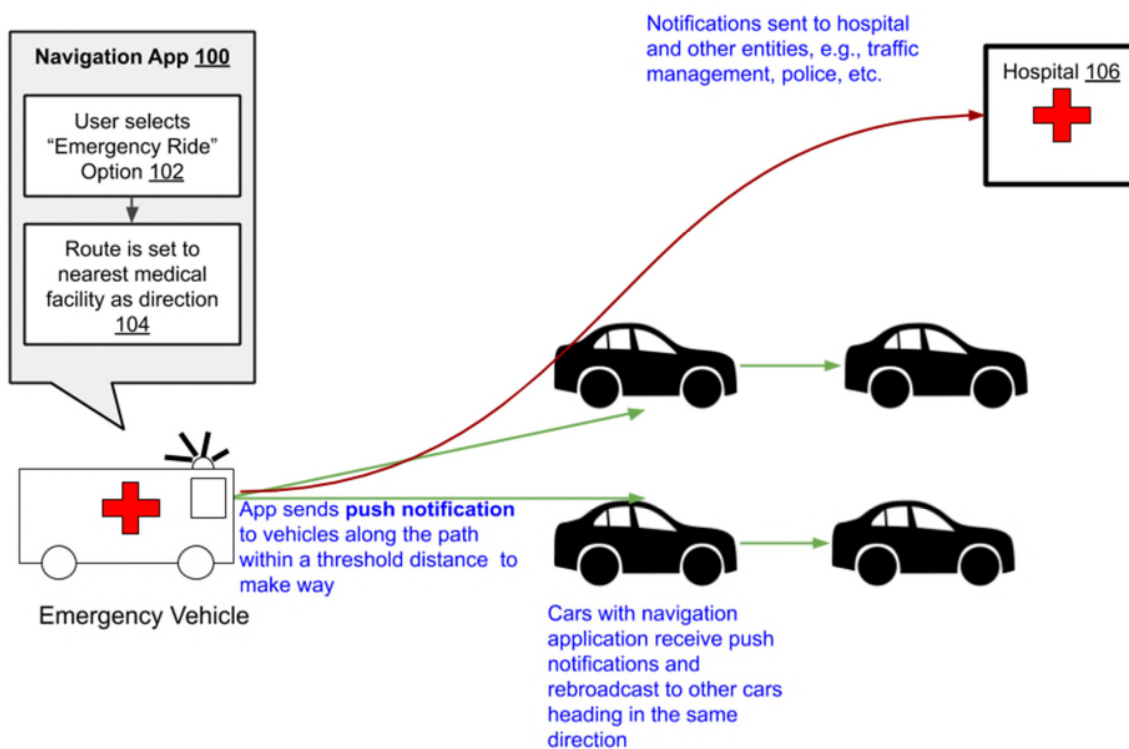 Navigation App 100
User selects
“Emergency Ride”
Option 102
Route is set to
nearest medical
facility as direction
104
Notifications sent to hospital
and other entities, e.g., traffic
management, police, etc.
Hospital 106
App sends push notification
to vehicles along the path
within a threshold distance to
make way
Emergency Vehicle
Cars with navigation
application receive push
notifications and
rebroadcast to other cars
heading in the same
direction